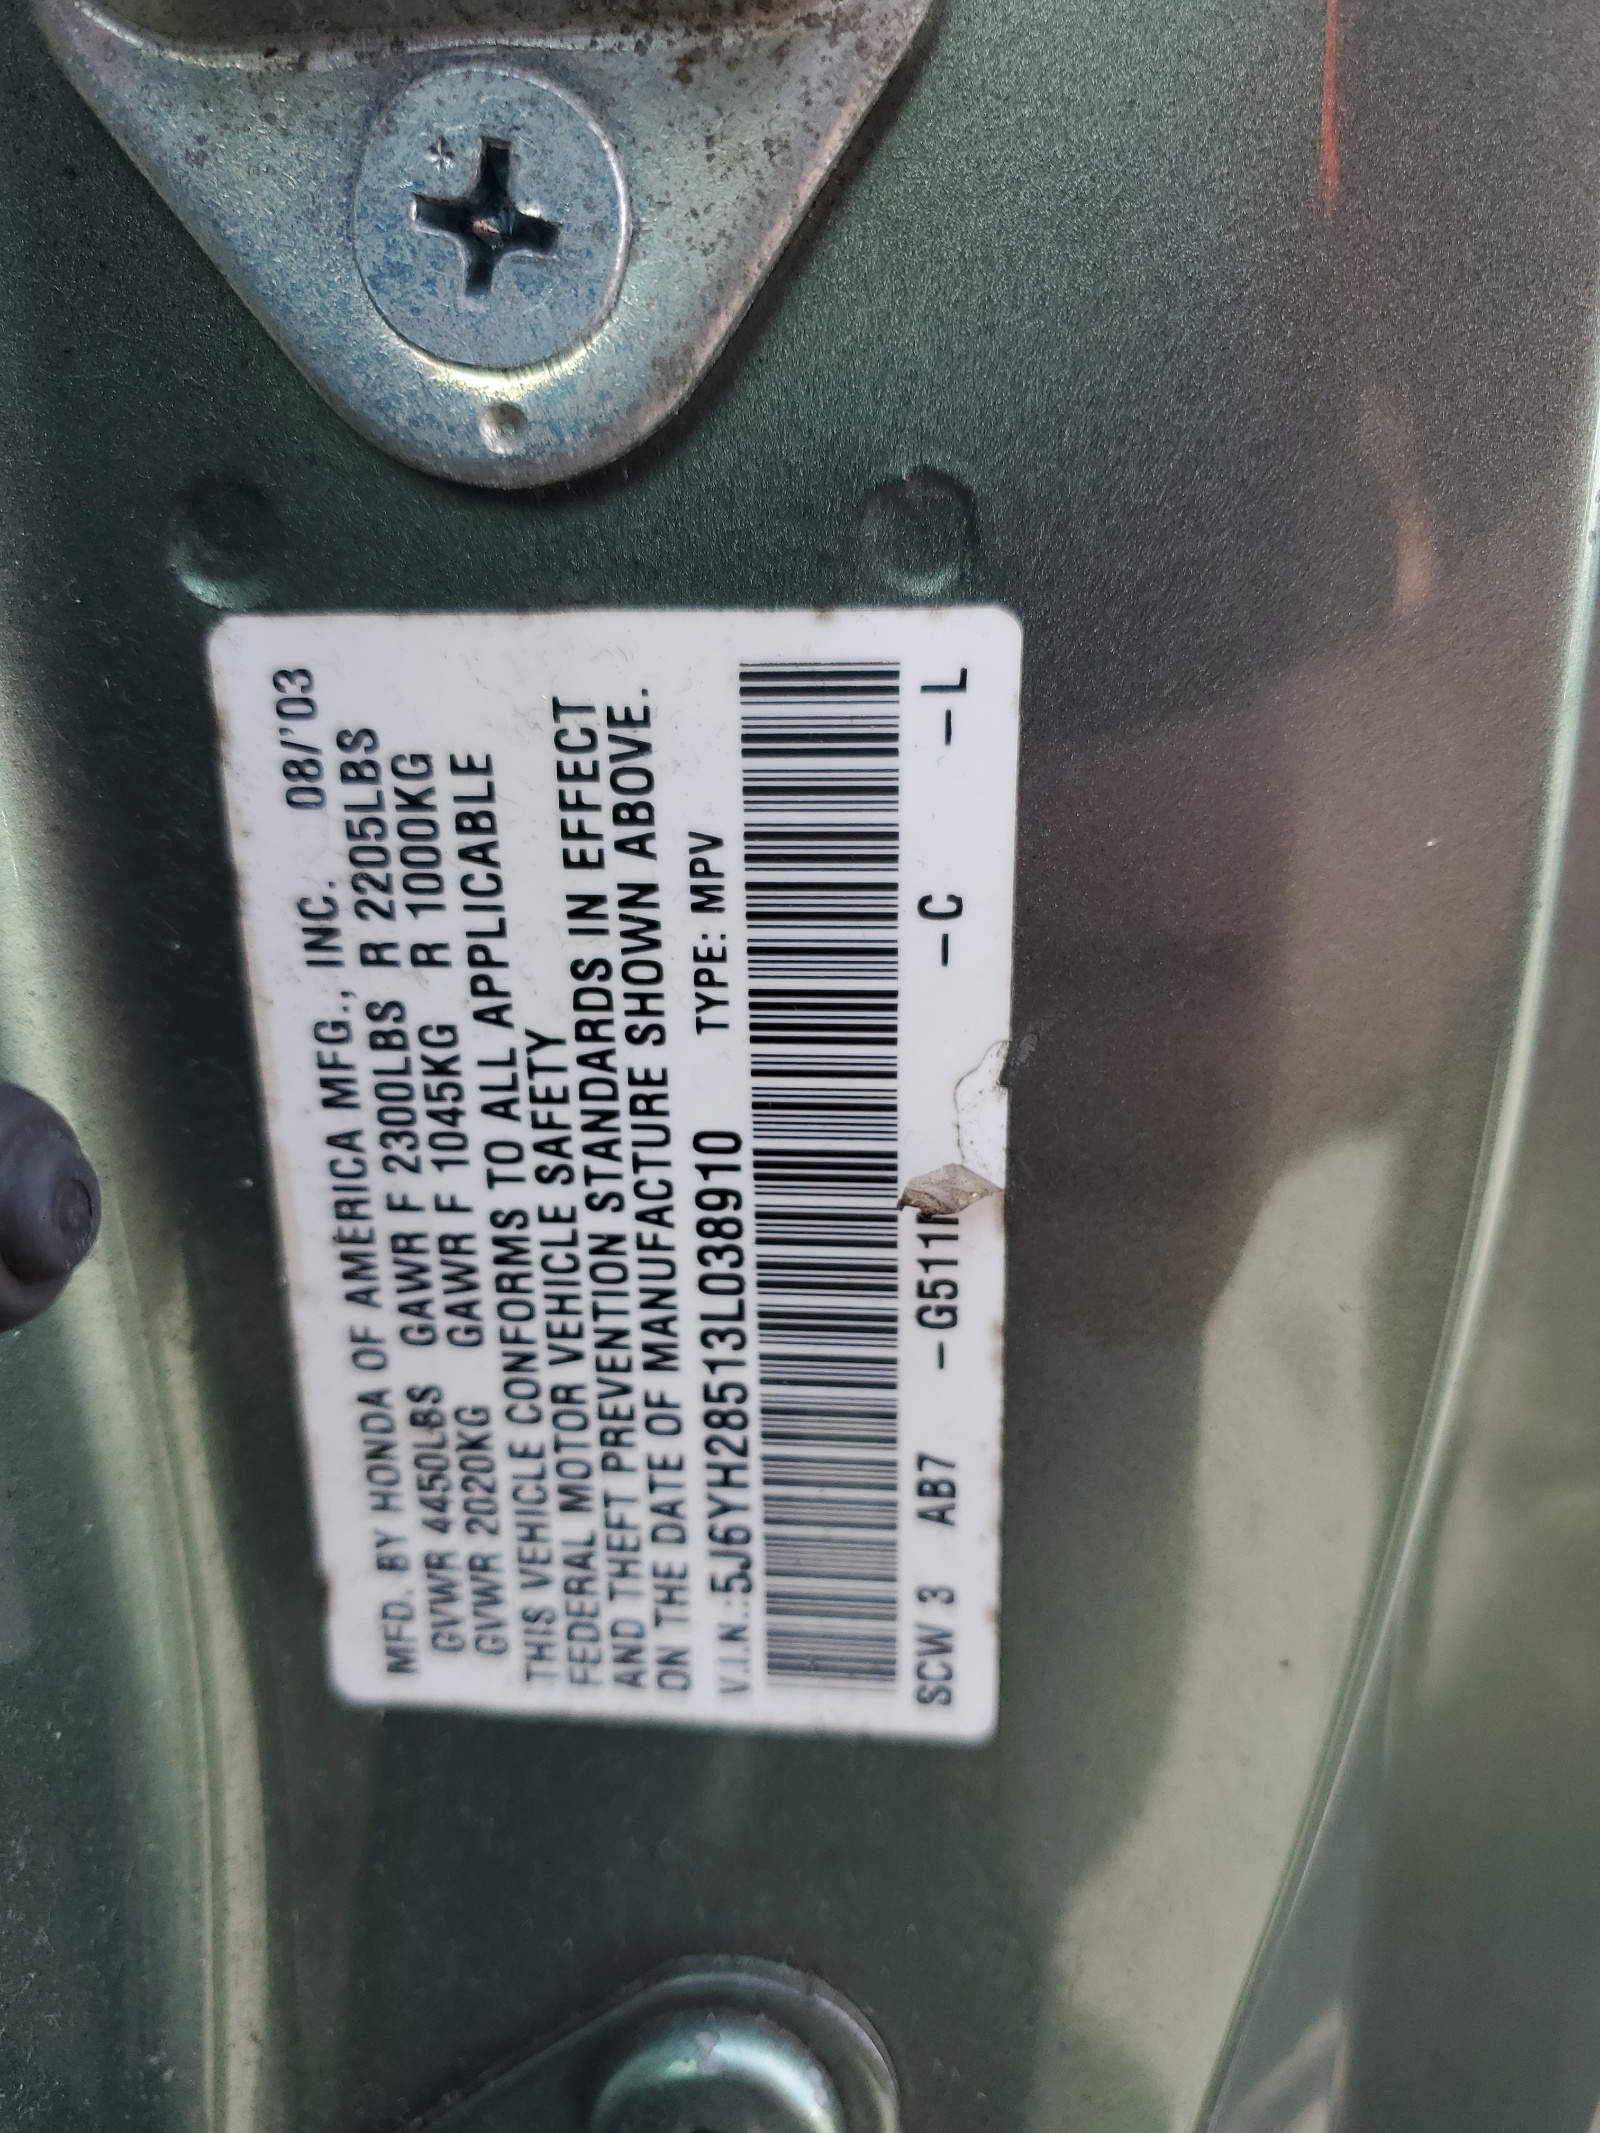 MFD. BY HONDA OF AMERICA MFG., INC. 08/'03
GVWR 4450LBS GAWR F 2300LBS R 2205LBS
GVWR 2020KG GAWR F 1045KG R 1000KG
THIS VEHICLE CONFORMS TO ALL APPLICABLE
FEDERAL MOTOR VEHICLE SAFETY
AND THEFT PREVENTION STANDARDS IN EFFECT
ON THE DATE OF MANUFACTURE SHOWN ABOVE.
V.I.N.:5J6YH28513L038910 TYPE: MPV
SCW 3 AB7 -G511 -C -L